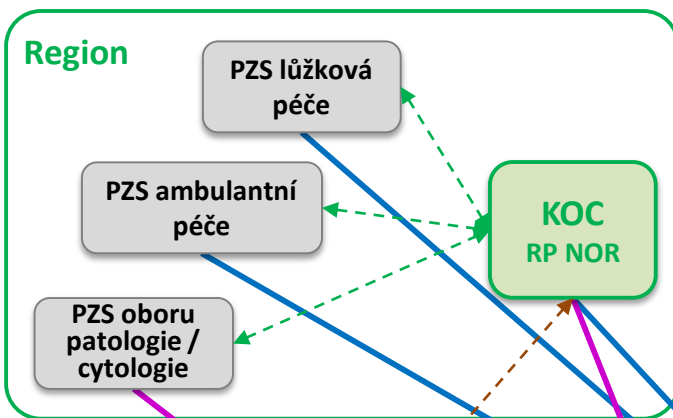 Region
PZS lůžková
péče
PZS ambulantní
péče
KOC
RP NOR
PZS oboru
patologie /
cytologie